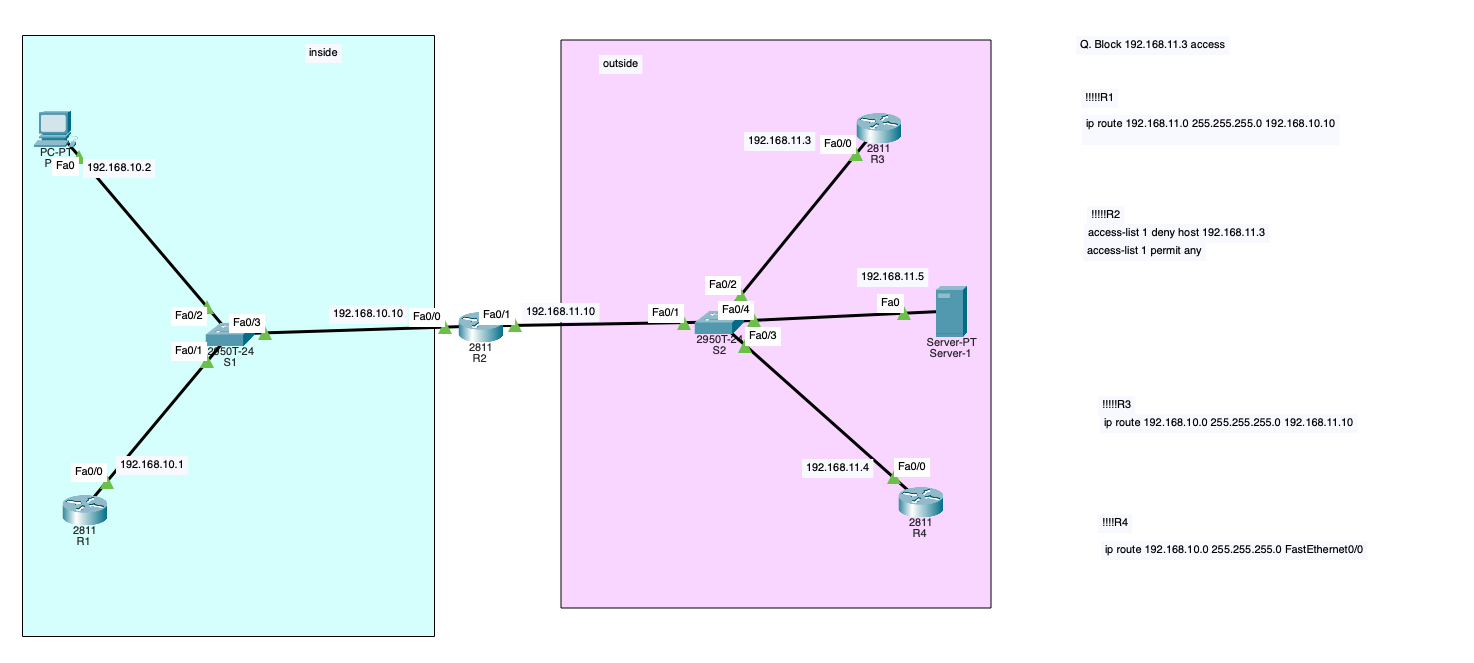 inside
outside
Q. Block 192.168.11.3 access
!!!!!R1
ip route 192.168.11.0 255.255.255.0 192.168.10.10
PC-PT
P
Fa0
192.168.10.2
192.168.11.3
Fa0/0
2811
R3
!!!!!R2
access-list 1 deny host 192.168.11.3
access-list 1 permit any
Fa0/2
Fa0/3
Fa0/1
2950T-24
S1
192.168.10.10
Fa0/0
Fa0/1
192.168.11.10
2811
R2
Fa0/1
Fa0/2
Fa0/4
Fa0/3
2950T-24
S2
192.168.11.5
Fa0
Server-PT
Server-1
!!!!!R3
ip route 192.168.10.0 255.255.255.0 192.168.11.10
Fa0/0
192.168.10.1
2811
R1
192.168.11.4
Fa0/0
2811
R4
!!!!R4
ip route 192.168.10.0 255.255.255.0 FastEthernet0/0